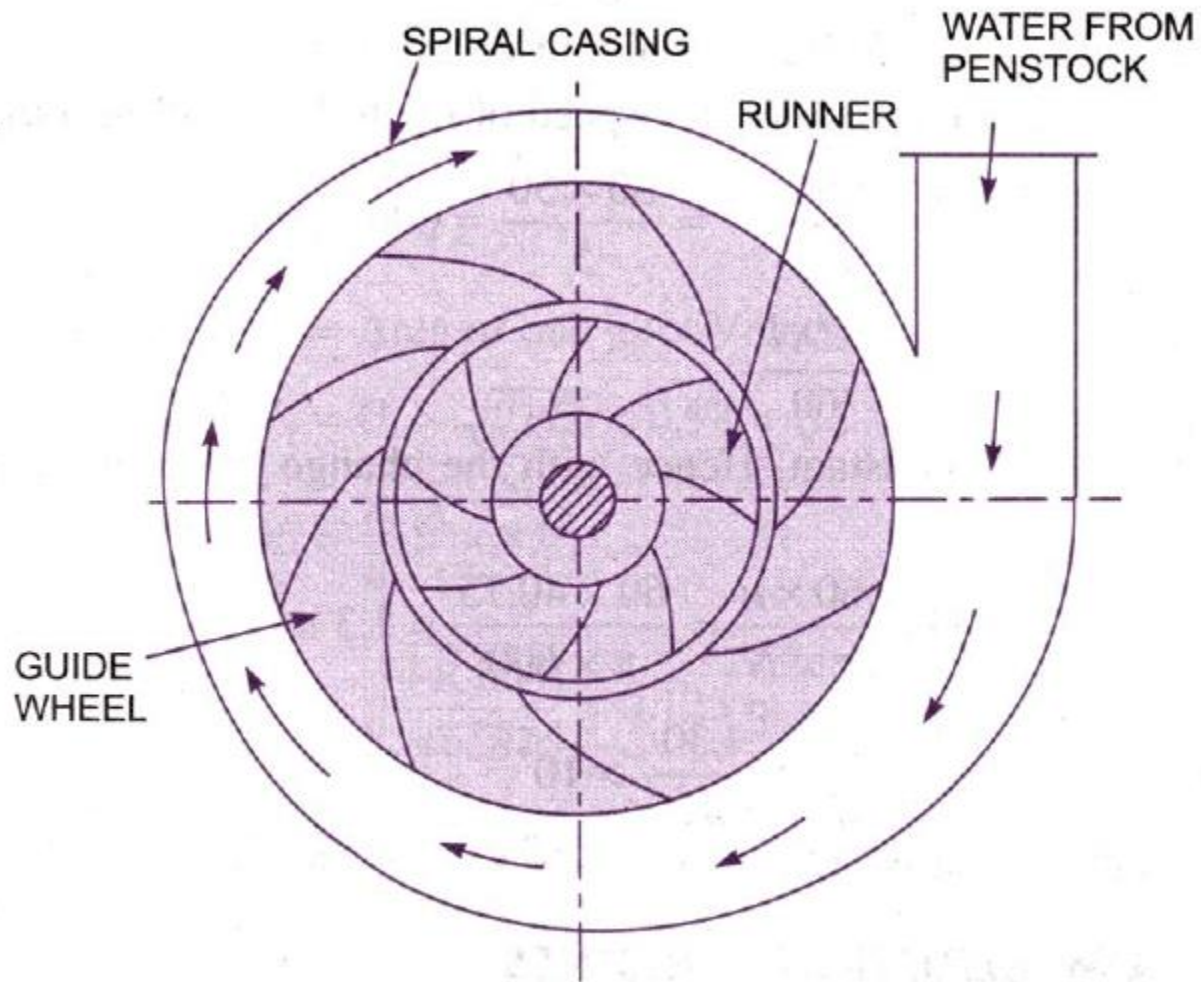 SPIRAL CASING
WATER FROM
PENSTOCK
RUNNER
GUIDE
WHEEL